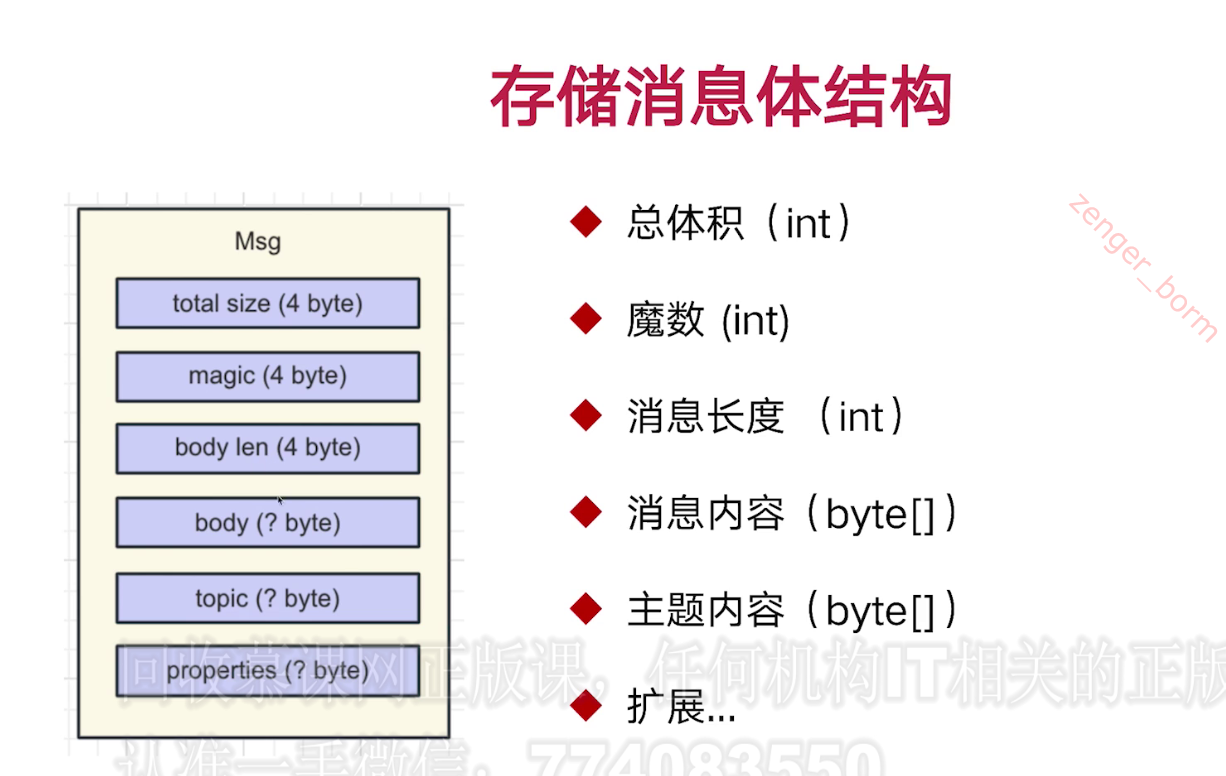 存储消息体结构
Msg
total size (4 byte)
magic (4 byte)
body len (4 byte)
body (? byte)
topic (? byte)
properties (? byte)
总体积（int）
魔数 (int)
消息长度 （int）
消息内容（byte[]）
主题内容（byte[]）
扩展...
zenger_borm
回收慕课网正版课，任何机构IT相关的正版
认准一手微信：774083550